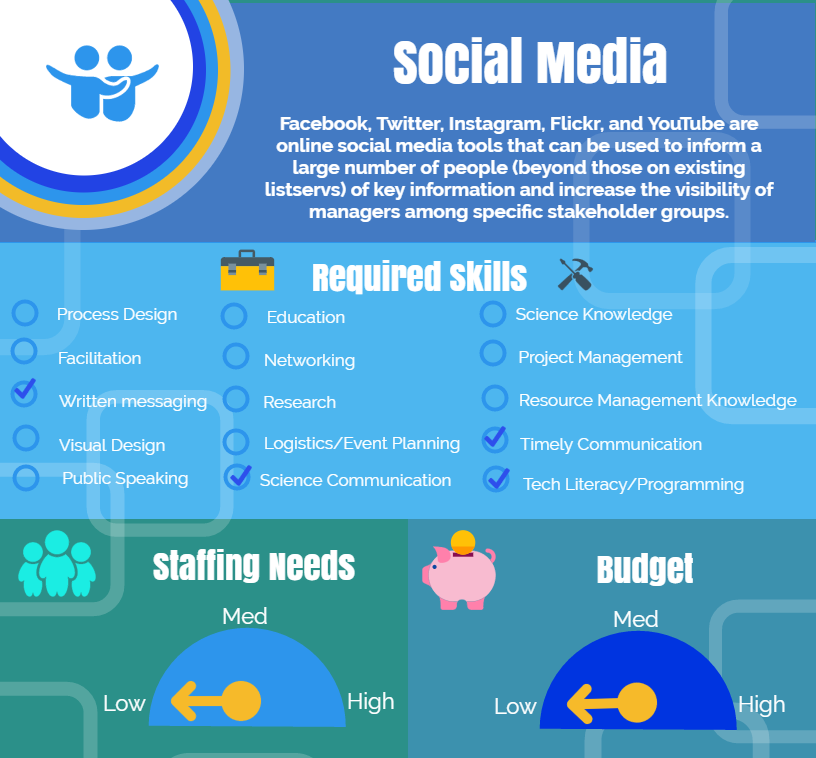 Social Media
Facebook, Twitter, Instagram, Flickr, and YouTube are
online social media tools that can be used to inform a
large number of people (beyond those on existing
listservs) of key information and increase the visibility of
managers among specific stakeholder groups.
Required Skills
Process Design
Facilitation
Written messaging
Visual Design
Public Speaking
Education
Networking
Research
Logistics/Event Planning
Science Communication
Science Knowledge
Project Management
Resource Management Knowledge
Timely Communication
Tech Literacy/Programming
Staffing Needs
Med
Low
High
Budget
Med
Low
High